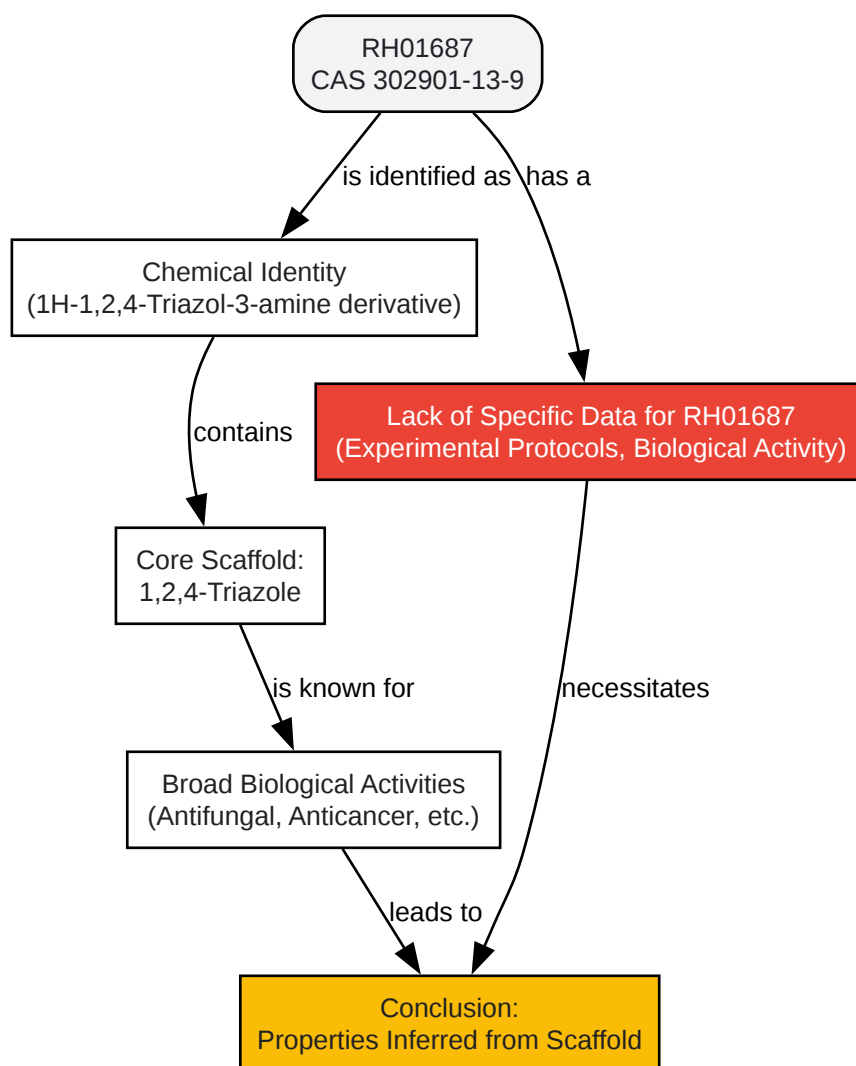 RH01687
CAS 302901-13-9
is identified as
has a
Chemical Identity
(1H-1,2,4-Triazol-3-amine derivative)
Lack of Specific Data for RH01687
(Experimental Protocols, Biological Activity)
contains
Core Scaffold:
1,2,4-Triazole
is known for
necessitates
Broad Biological Activities
(Antifungal, Anticancer, etc.)
leads to
Conclusion:
Properties Inferred from Scaffold